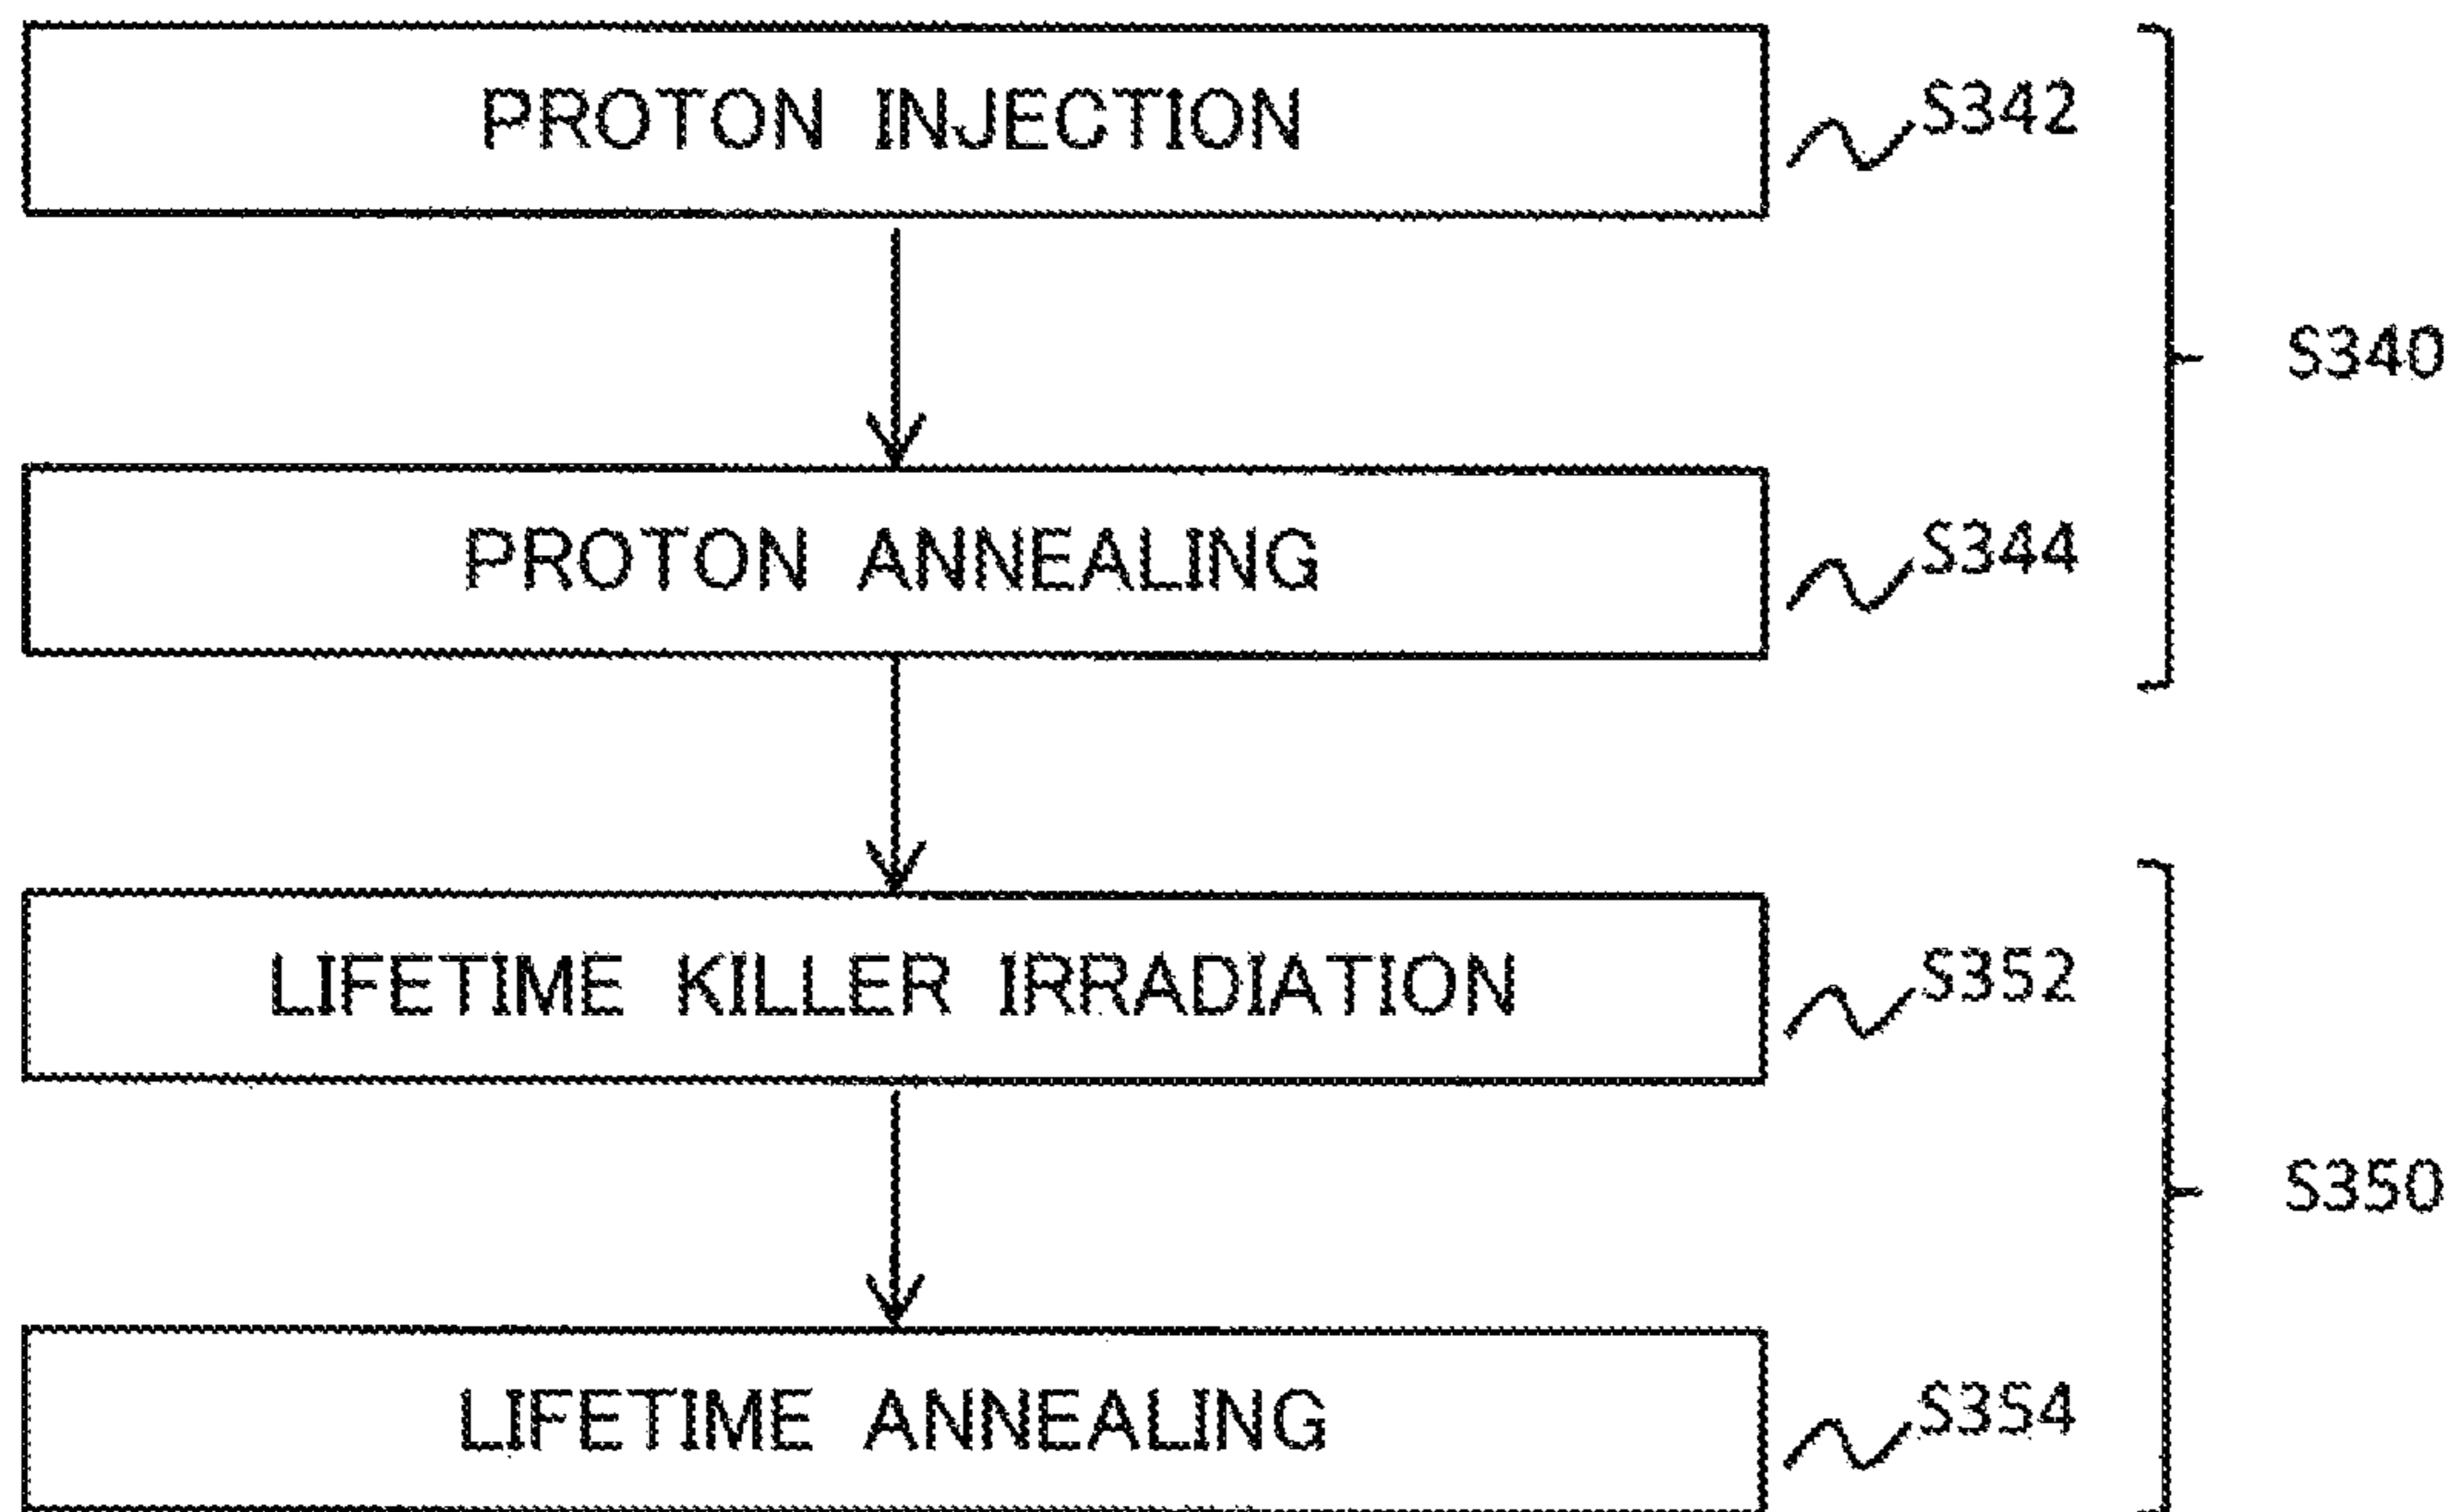 PROTON INJECTION
S342
S340
PROTON ANNEALING
S344
LIFETIME KILLER IRRADIATION
S352
S350
LIFETIME ANNEALING
S354